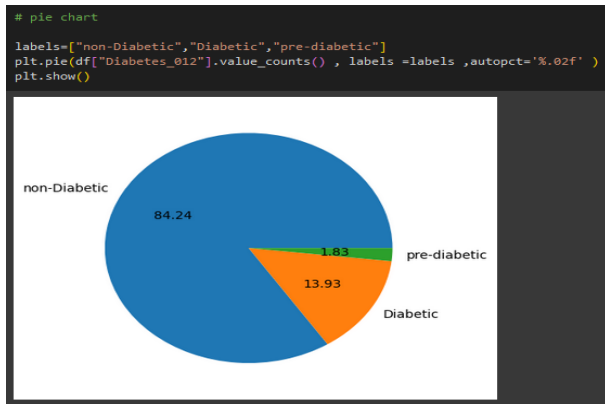 # pie chart
labels=["non-Diabetic","Diabetic","pre-diabetic"]
plt.pie(df["Diabetes_012"].value_counts() , labels =labels ,autopct='%.02f' )
plt.show()
non-Diabetic
84.24
1.83
pre-diabetic
13.93
Diabetic